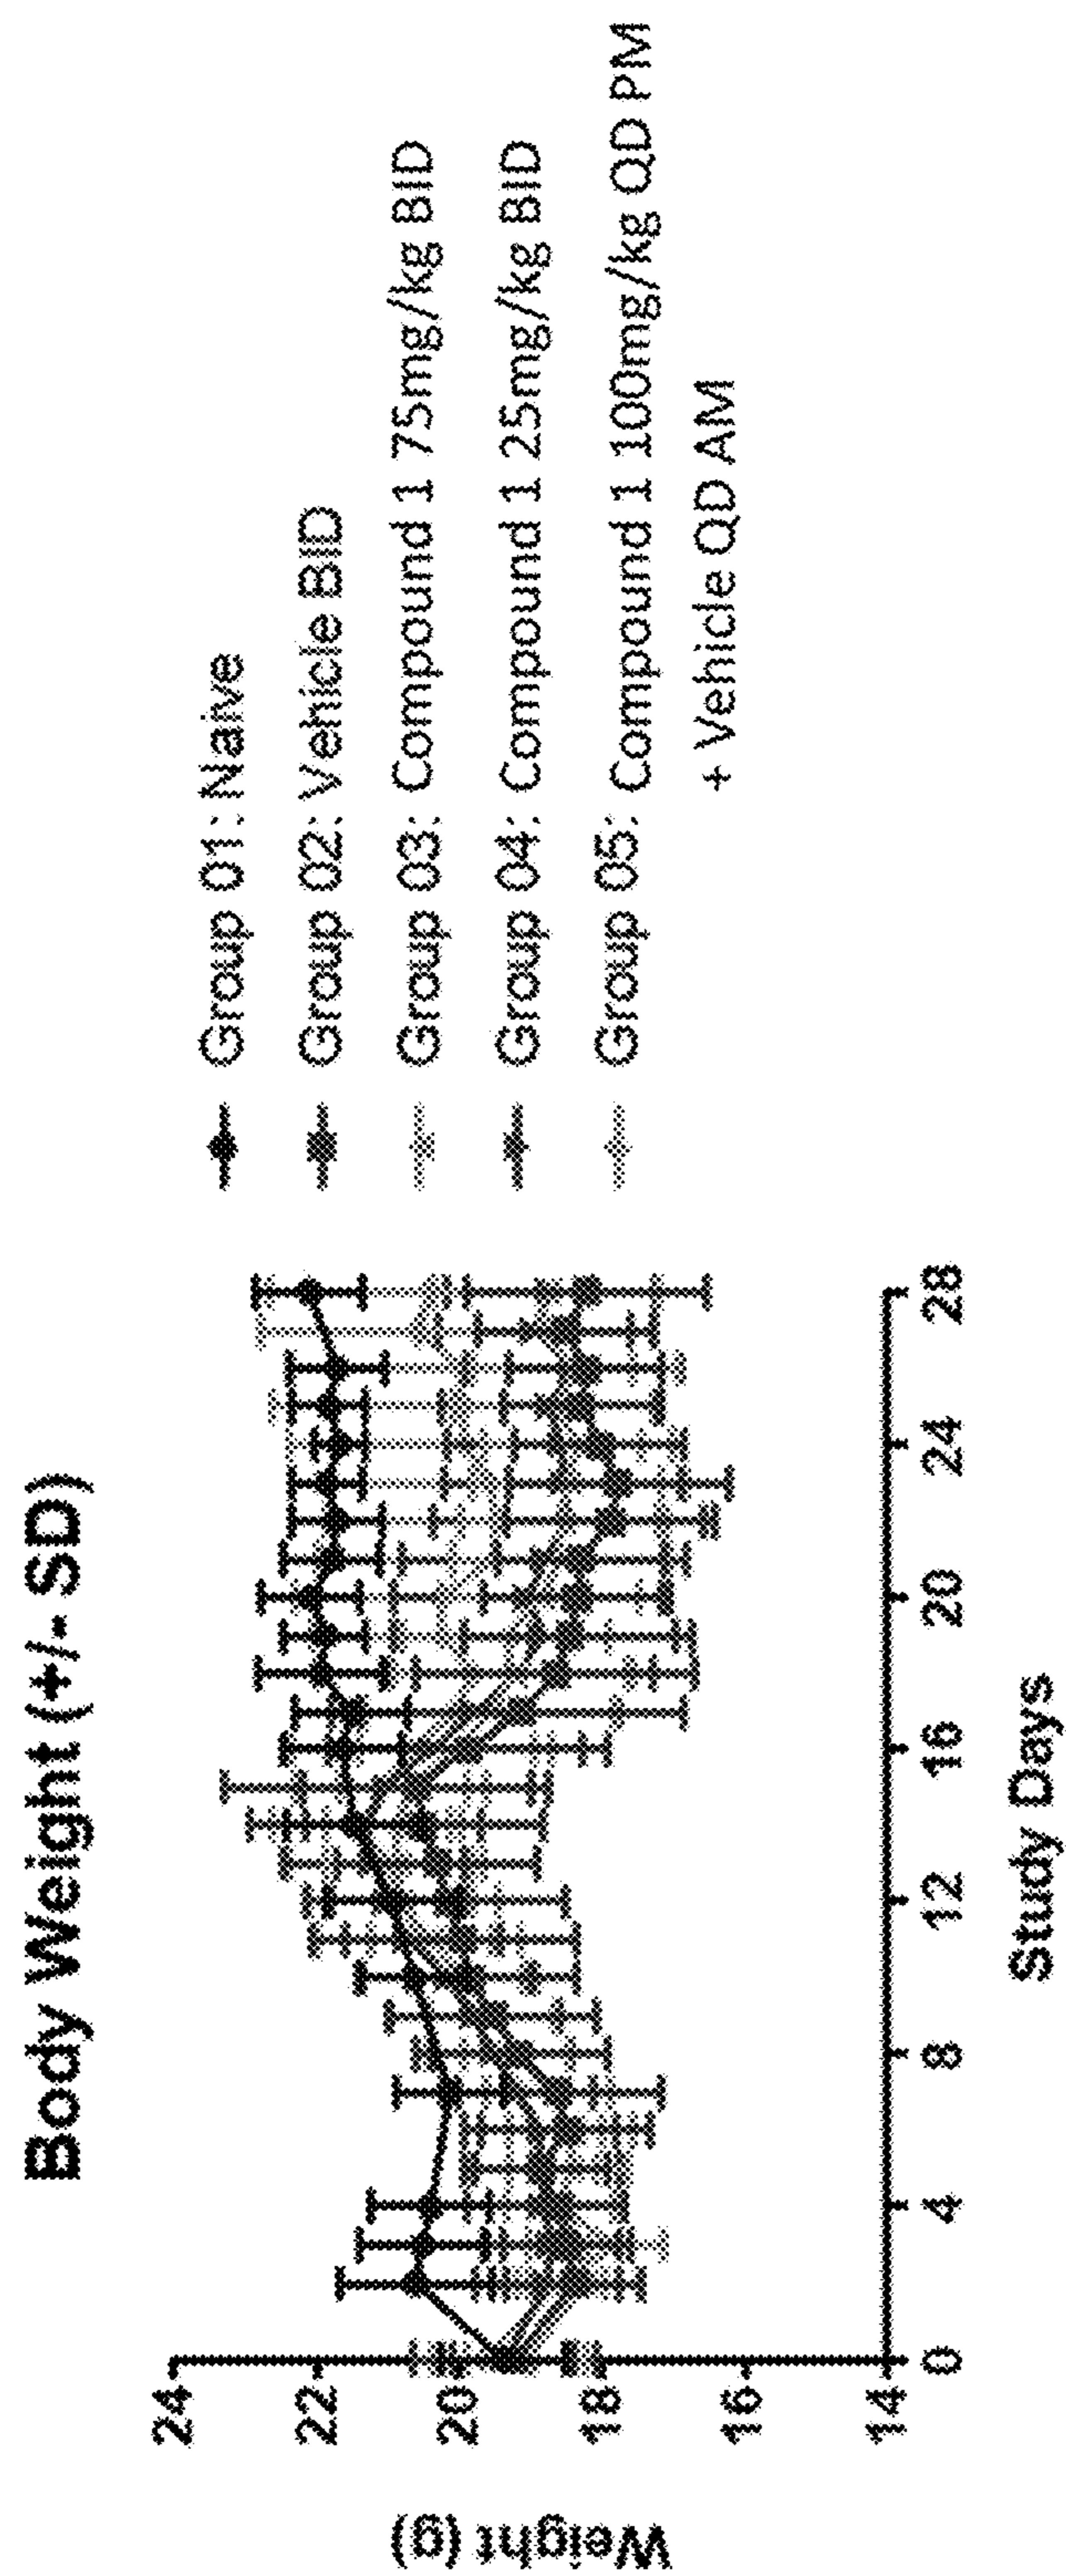 Body Weight (+/- SD)
Weight (g)
24
22
20
18
16
14
0 4 8 12 16 20 24 28
Study Days
Group 01: Naive
Group 02: Vehicle BID
Group 03: Compound 1 75mg/kg BID
Group 04: Compound 1 25mg/kg BID
Group 05: Compound 1 100mg/kg QD PM
+ Vehicle QD AM